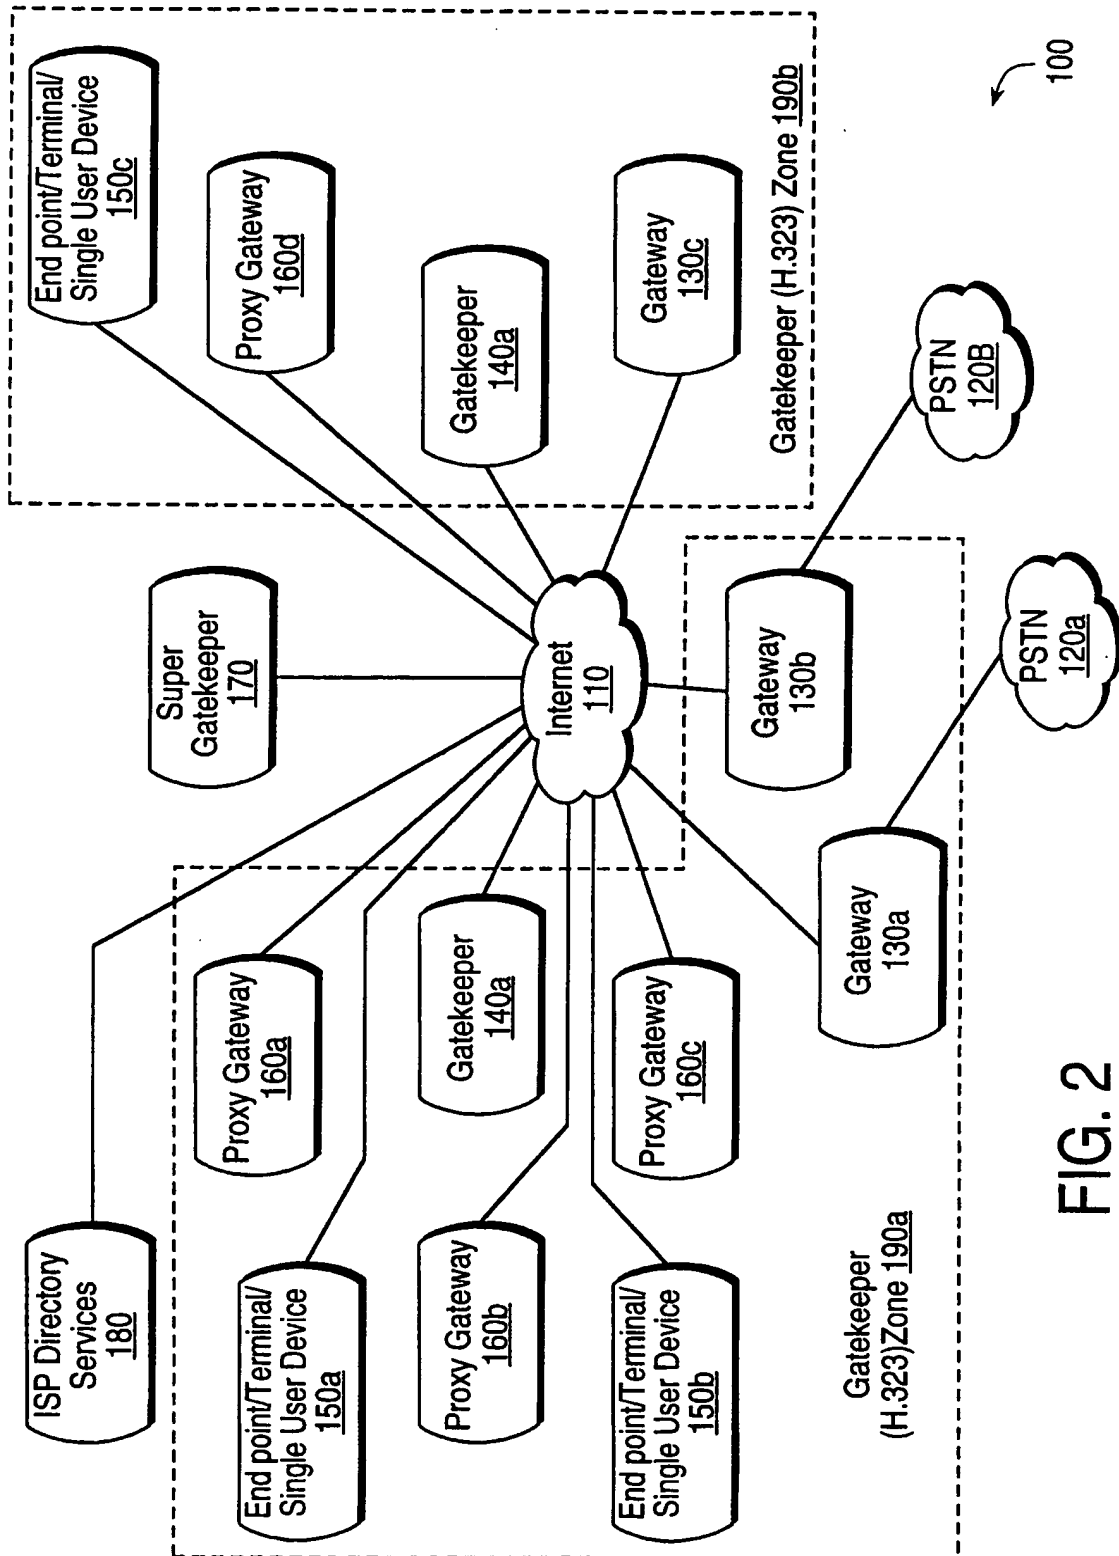 ISP Directory
Services
180
End point/Terminal/
Single User Device
150c
Super
Gatekeeper
170
Proxy Gateway
160a
Proxy Gateway
160d
End point/Terminal/
Single User Device
150a
Gatekeeper
140a
Gatekeeper
140a
Proxy Gateway
160b
Internet
110
End point/Terminal/
Single User Device
150b
Proxy Gateway
160c
Gateway
130c
Gateway
130b
Gatekeeper (H.323) Zone 190b
Gatekeeper
(H.323)Zone 190a
Gateway
130a
PSTN
120B
PSTN
120a
100
FIG. 2